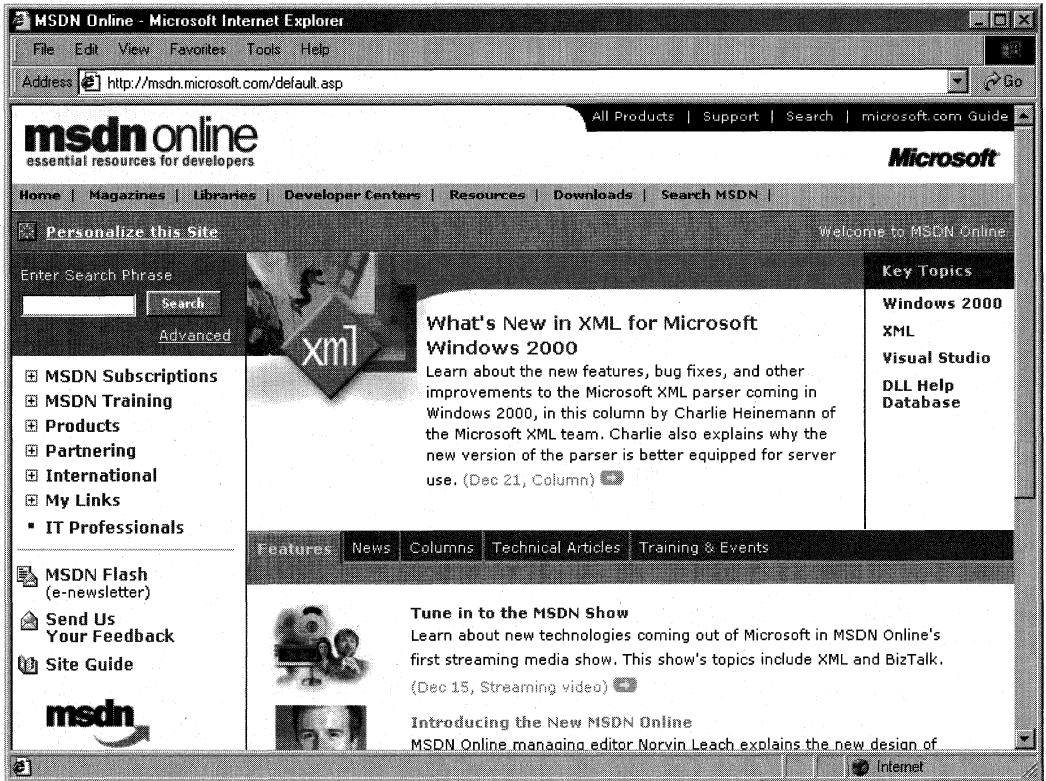 MSDN Online - Microsoft Internet Explorer
File Edit View Favorites Tools Help
Address http://msdn.microsoft.com/default.asp Go
All Products | Support | Search | microsoft.com Guide
msdn online
essential resources for developers
Microsoft
Home | Magazines | Libraries | Developer Centers | Resources | Downloads | Search MSDN |
Personalize this Site
Welcome to MSDN Online
Enter Search Phrase
Search
Advanced
MSDN Subscriptions
MSDN Training
Products
Partnering
International
My Links
IT Professionals
MSDN Flash
(e-newsletter)
Send Us
Your Feedback
Site Guide
msdn
xml
What's New in XML for Microsoft
Windows 2000
Learn about the new features, bug fixes, and other
improvements to the Microsoft XML parser coming in
Windows 2000, in this column by Charlie Heinemann of
the Microsoft XML team. Charlie also explains why the
new version of the parser is better equipped for server
use. (Dec 21, Column)
Key Topics
Windows 2000
XML
Visual Studio
DLL Help
Database
Features News Columns Technical Articles Training & Events
Tune in to the MSDN Show
Learn about new technologies coming out of Microsoft in MSDN Online's
first streaming media show. This show's topics include XML and BizTalk.
(Dec 15, Streaming video)
Introducing the New MSDN Online
MSDN Online managing editor Norvin Leach explains the new design of
Internet